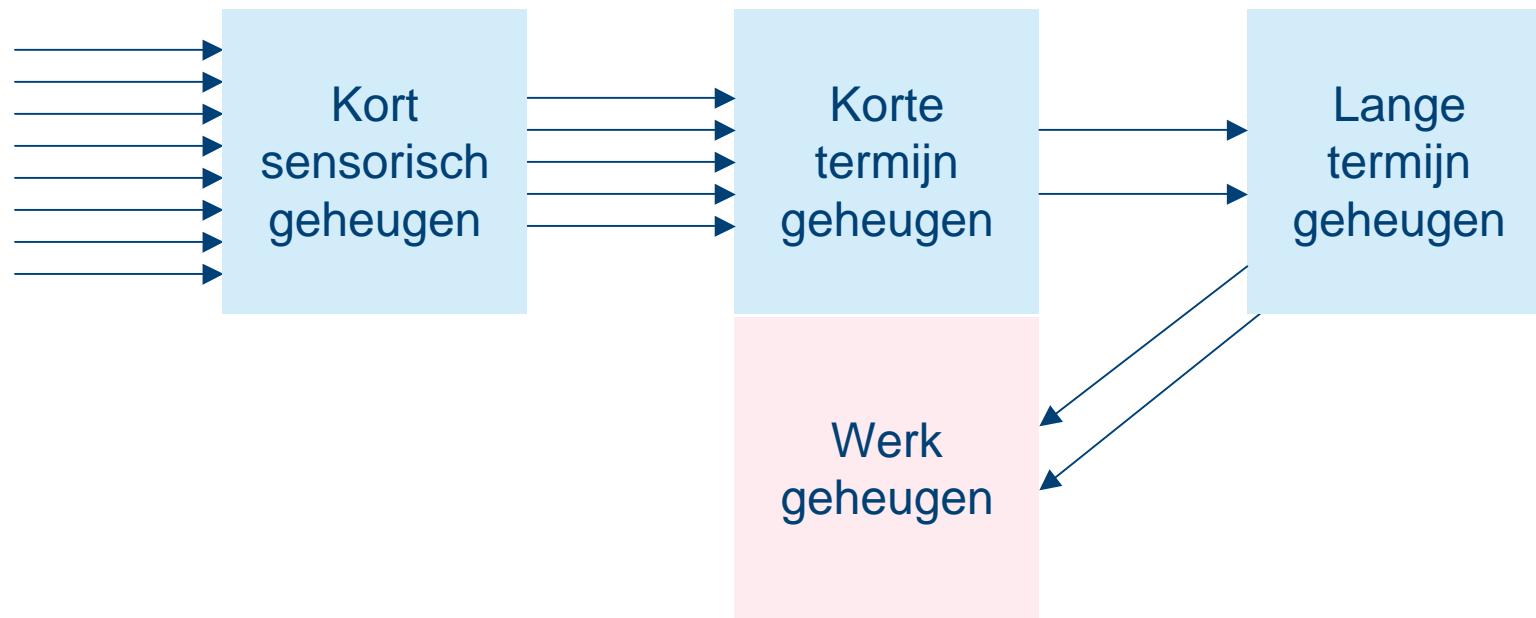 Kort
sensorisch
geheugen
Korte
termijn
geheugen
Lange
termijn
geheugen
Werk
geheugen